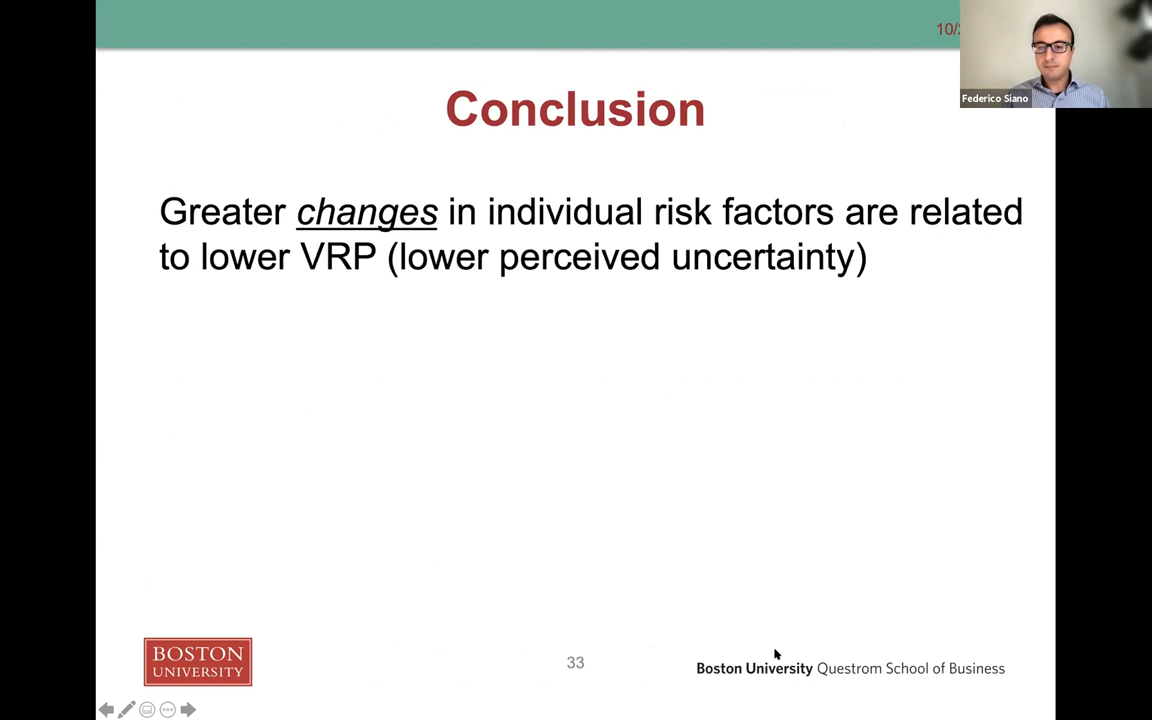 10/
Federico Siano
Conclusion
Greater changes in individual risk factors are related
to lower VRP (lower perceived uncertainty)
BOSTON
UNIVERSITY
33
Boston University Questrom School of Business